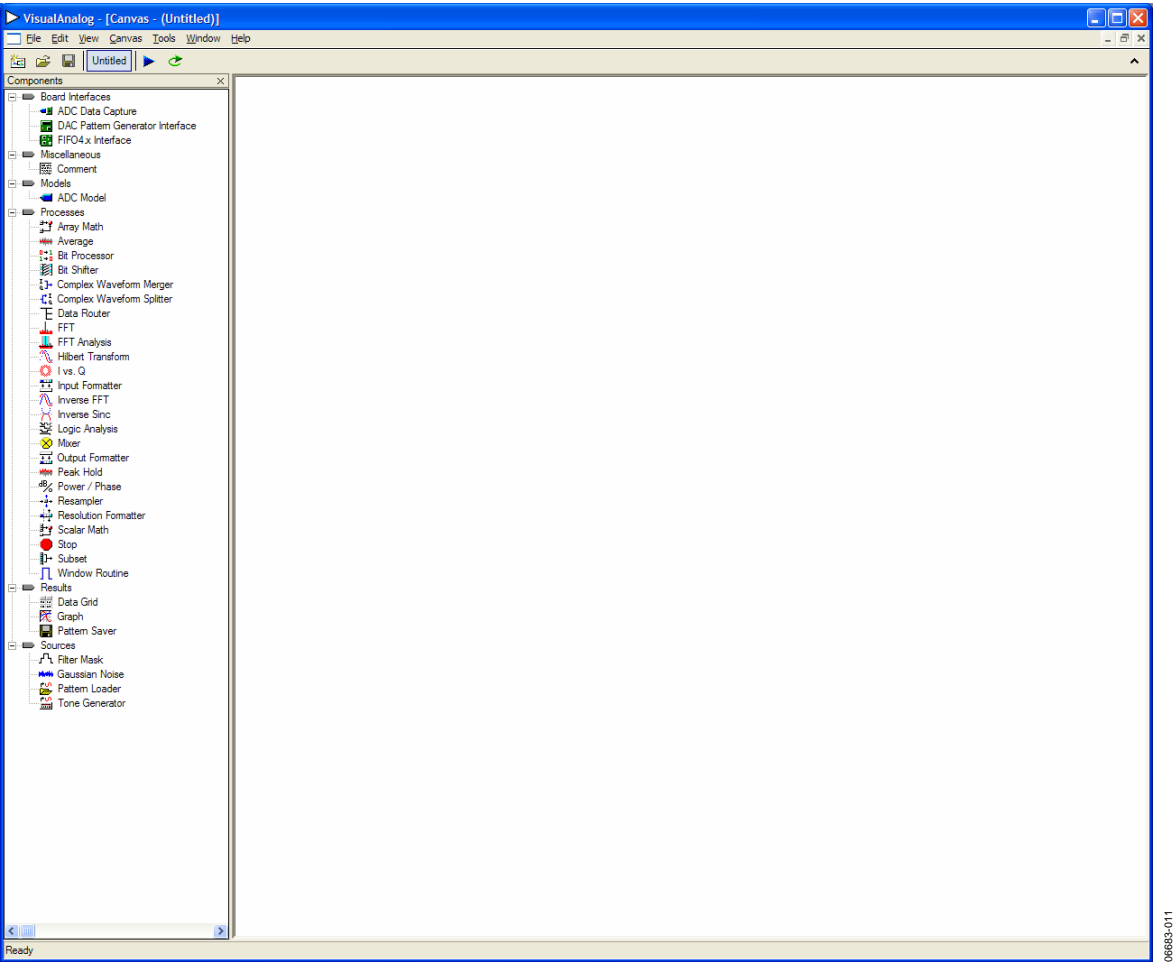 VisualAnalog - [Canvas - (Untitled)]
File Edit View Canvas Tools Window Help
Untitled
Components
Board Interfaces
ADC Data Capture
DAC Pattern Generator Interface
FIFO4.x Interface
Miscellaneous
Comment
Models
ADC Model
Processes
Array Math
Average
Bit Processor
Bit Shifter
Complex Waveform Merger
Complex Waveform Splitter
Data Router
FFT
FFT Analysis
Hilbert Transform
I vs. Q
Input Formatter
Inverse FFT
Inverse Sinc
Logic Analysis
Mixer
Output Formatter
Peak Hold
Power / Phase
Resampler
Resolution Formatter
Scalar Math
Stop
Subset
Window Routine
Results
Data Grid
Graph
Pattern Saver
Sources
Filter Mask
Gaussian Noise
Pattern Loader
Tone Generator
Ready
06683-011